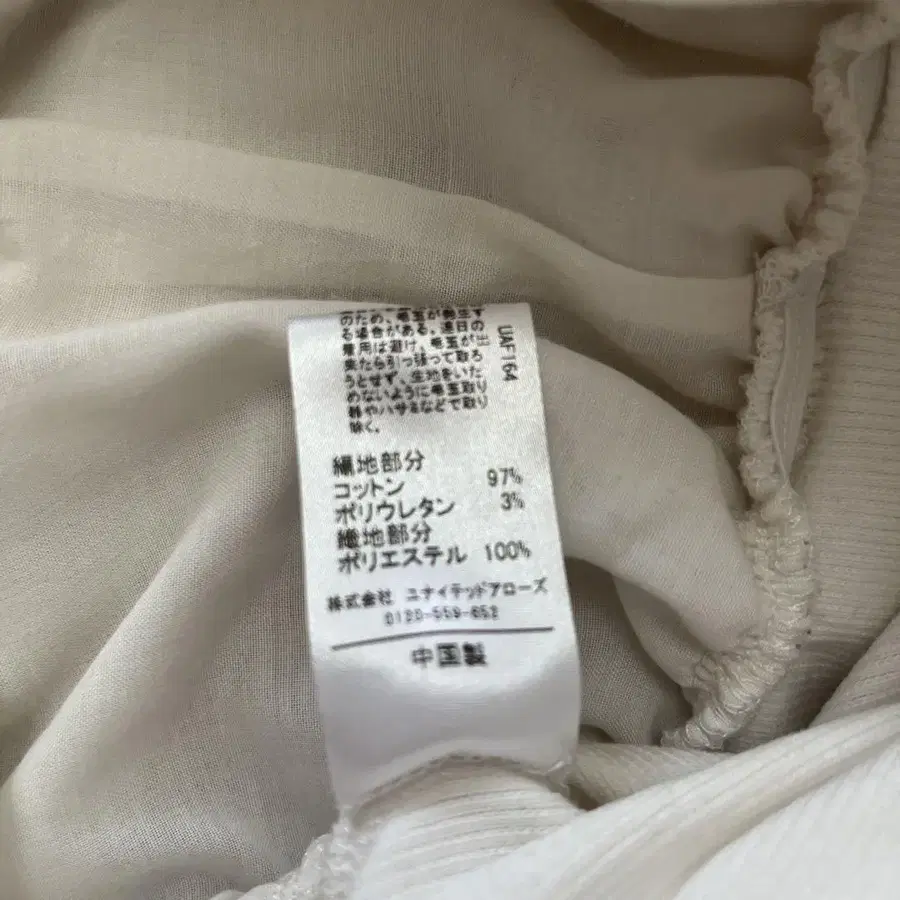 のため、毛玉が発生す
る場合がある。連日の
着用は避け、毛玉が出
来たら引っ張って取ろ
うとせず、生地をいた
めないように毛玉取り
器やハサミなどで取り
除く。
UAF164
編地部分
コットン 97%
ポリウレタン 3%
織地部分
ポリエステル 100%
株式会社 ユナイテッドアローズ
0120-559-652
中国製